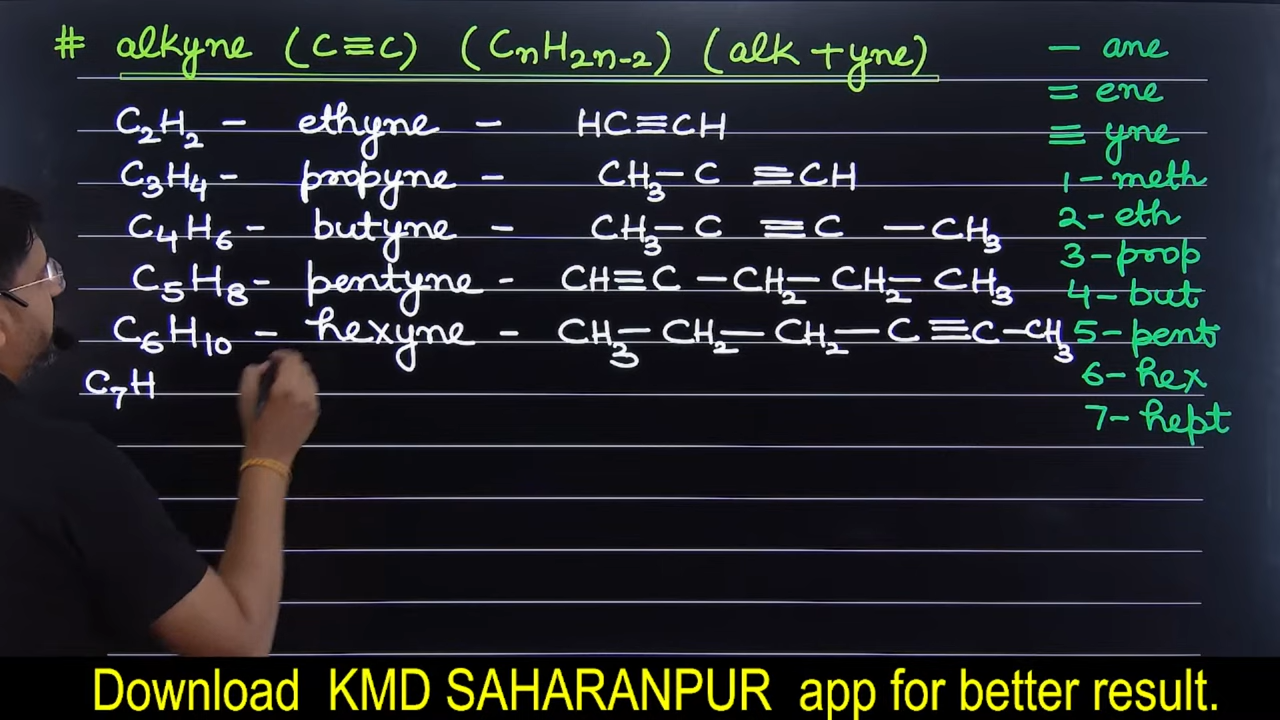 # alkyne (C≡C) (CnH2n-2) (alk + yne)
C2H2 - ethyne - HC≡CH
C3H4 - propyne - CH3-C ≡CH
C4H6 - butyne - CH3-C ≡C -CH3
C5H8 - pentyne - CH≡C -CH2-CH2-CH3
C6H10 - hexyne - CH3-CH2-CH2-C≡C-CH3
C7H
- ane
= ene
≡ yne
1-meth
2-eth
3-prop
4-but
5-pent
6-hex
7-hept
Download KMD SAHARANPUR app for better result.